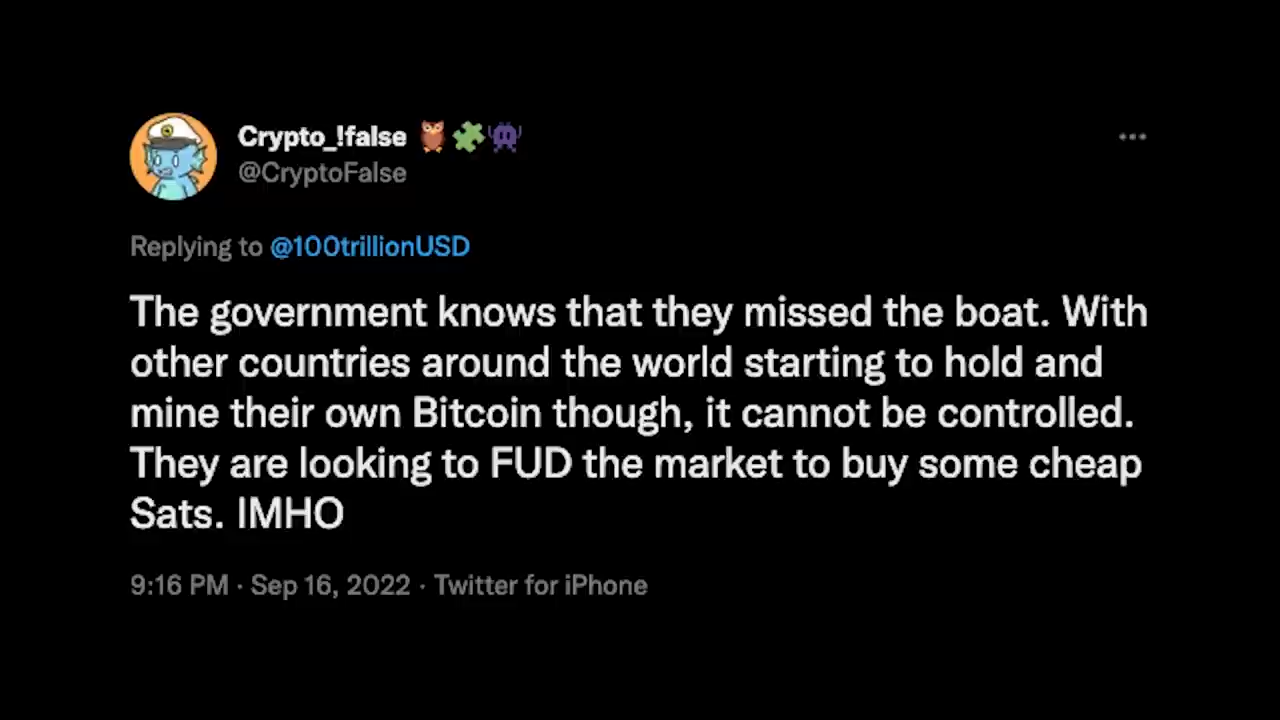 Crypto_!false 🦉🧩👾
@CryptoFalse
Replying to @100trillionUSD
The government knows that they missed the boat. With
other countries around the world starting to hold and
mine their own Bitcoin though, it cannot be controlled.
They are looking to FUD the market to buy some cheap
Sats. IMHO
9:16 PM · Sep 16, 2022 · Twitter for iPhone